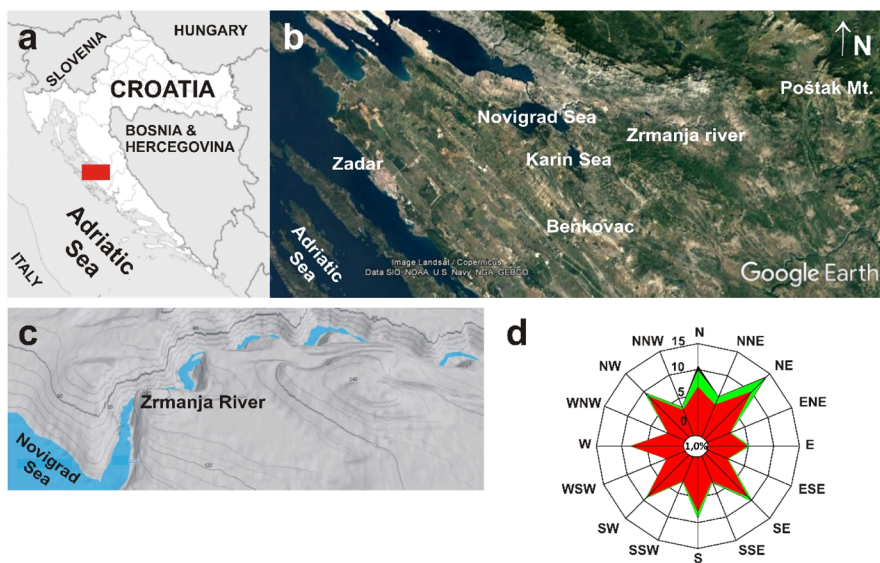 a
SLOVENIA
HUNGARY
CROATIA
BOSNIA &
HERCEGOVINA
Adriatic
Sea
ITALY
b
N
Poštak Mt.
Novigrad Sea
Zrmanja river
Karin Sea
Zadar
Benkovac
Adriatic
Sea
Image Landsat / Copernicus
Data SIO, NOAA, U.S. Navy, NGA, GEBCO
Google Earth
c
Zrmanja River
Novigrad
Sea
240
120
d
N
NNE
NE
ENE
E
ESE
SE
SSE
S
SSW
SW
WSW
W
WNW
NW
NNW
15
10
5
0
1,0%